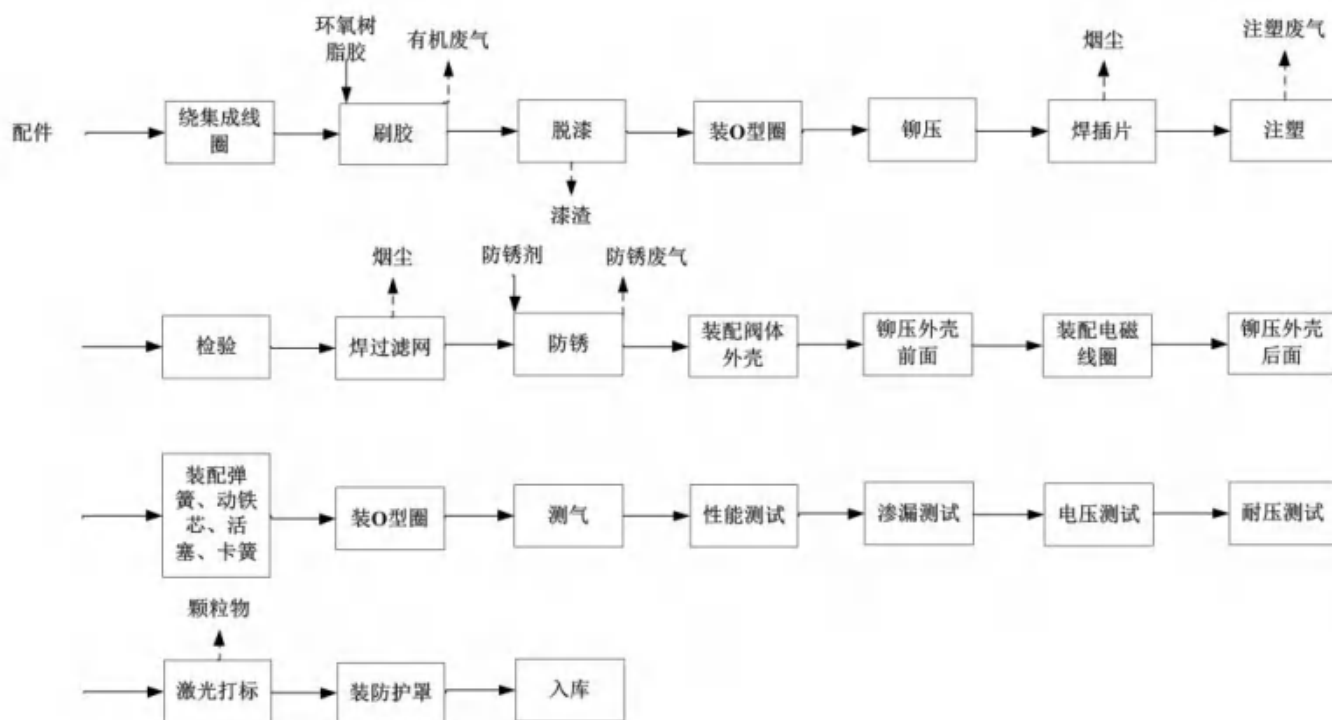 环氧树
脂胶
有机废气
烟尘
注塑废气
配件
绕集成线
圈
刷胶
脱漆
装O型圈
铆压
焊插片
注塑
漆渣
烟尘
防锈剂
防锈废气
检验
焊过滤网
防锈
装配阀体
外壳
铆压外壳
前面
装配电磁
线圈
铆压外壳
后面
装配弹
簧、动铁
芯、活
塞、卡簧
装O型圈
测气
性能测试
渗漏测试
电压测试
耐压测试
颗粒物
激光打标
装防护罩
入库